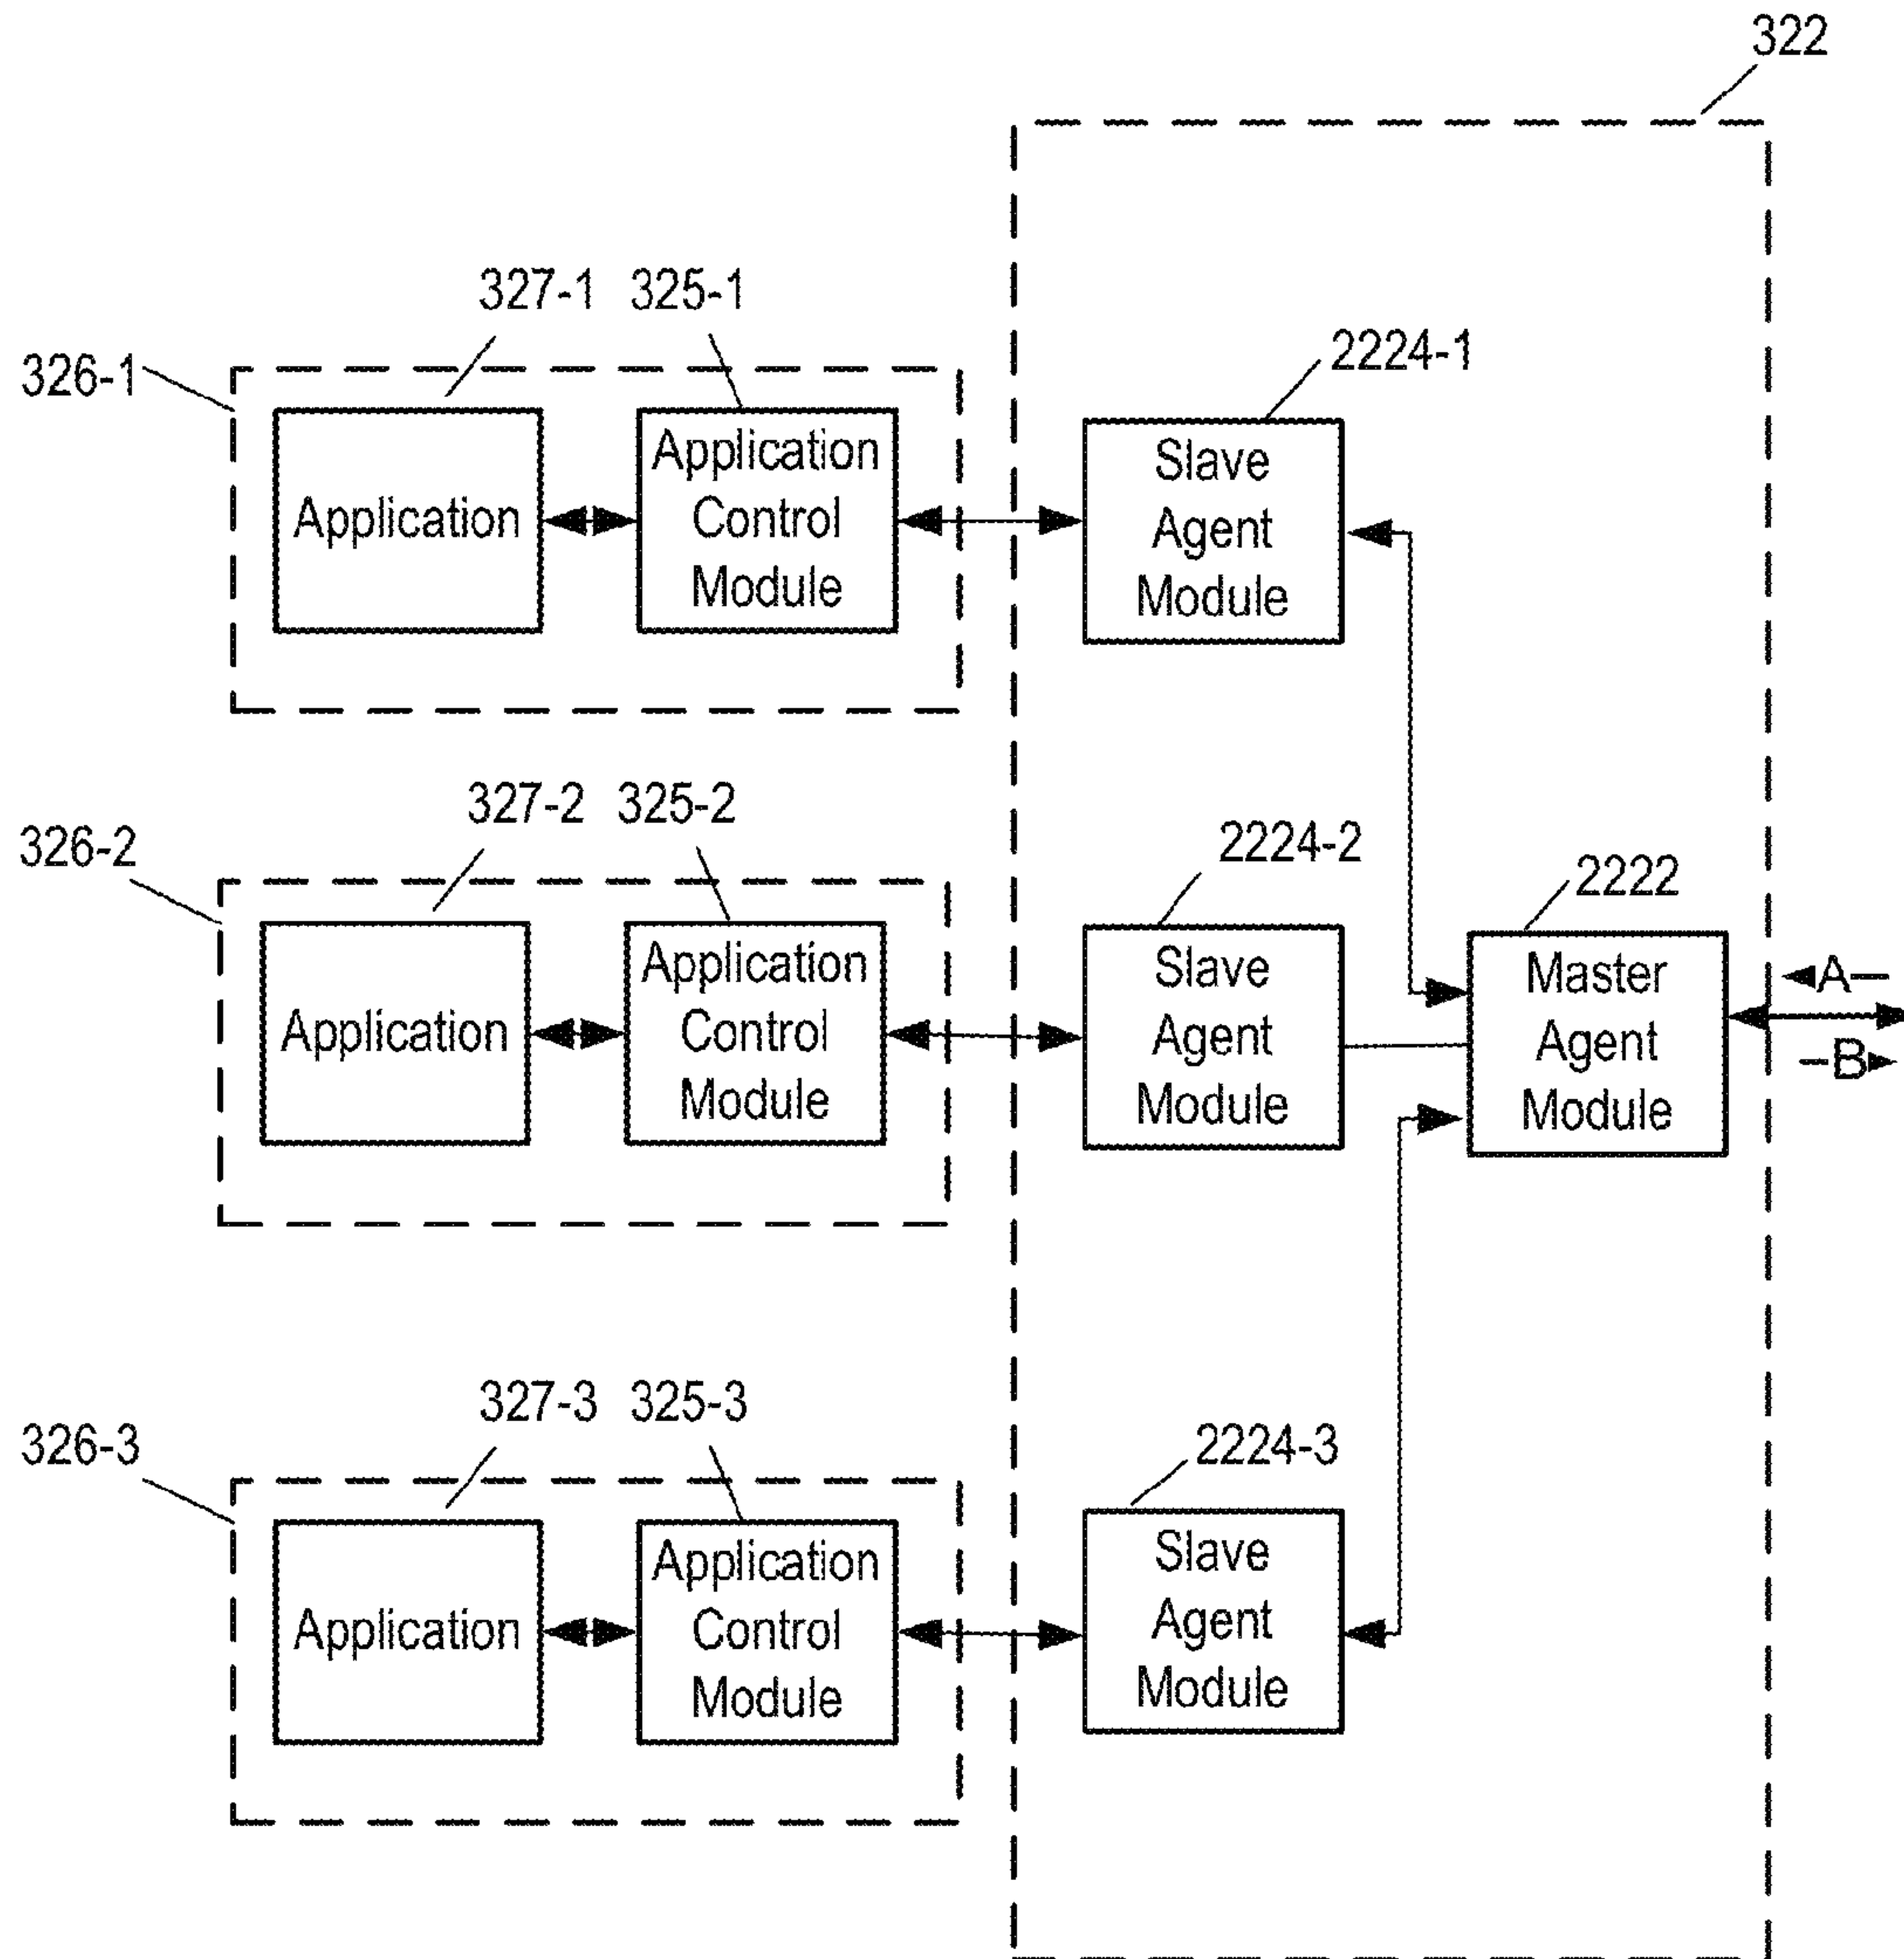 322
327-1 325-1
326-1
2224-1
Application
Application
Control
Module
Slave
Agent
Module
327-2 325-2
326-2
2224-2
2222
Application
Application
Control
Module
Slave
Agent
Module
Master
Agent
Module
A
B
327-3 325-3
326-3
2224-3
Application
Application
Control
Module
Slave
Agent
Module